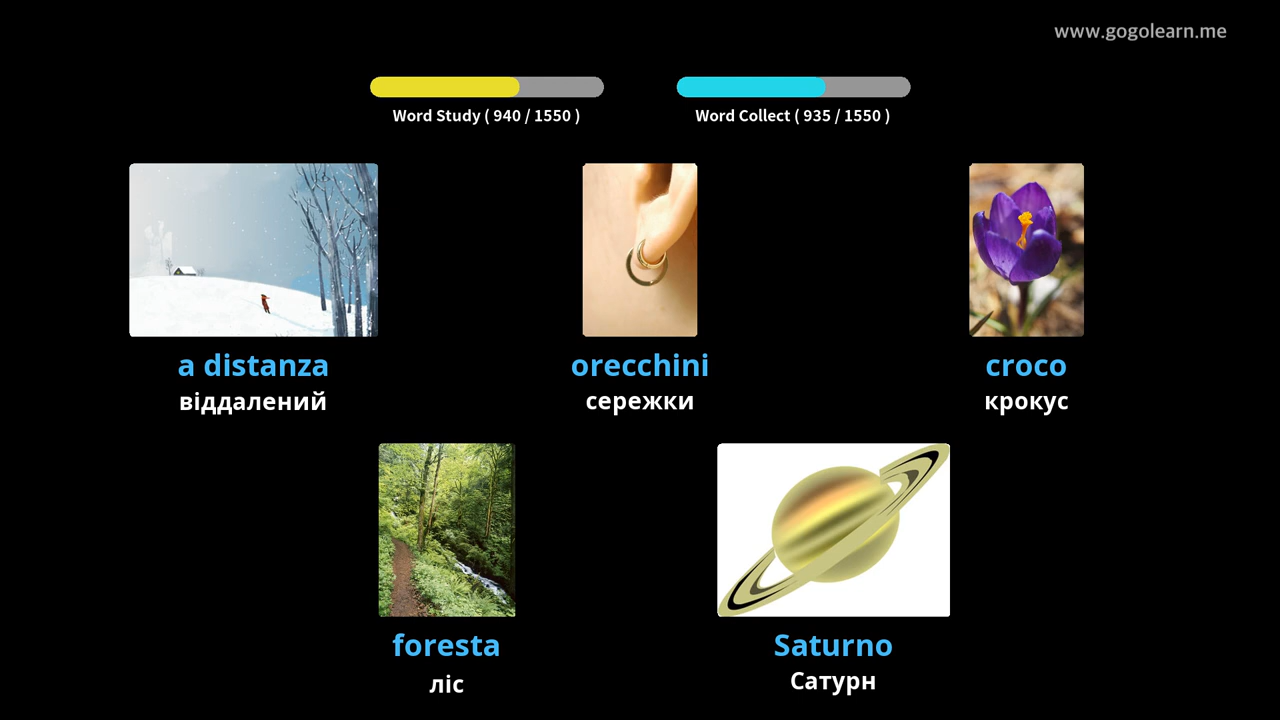 www.gogolearn.me
Word Study ( 940 / 1550 )
Word Collect ( 935 / 1550 )
a distanza
віддалений
orecchini
сережки
croco
крокус
foresta
ліс
Saturno
Сатурн